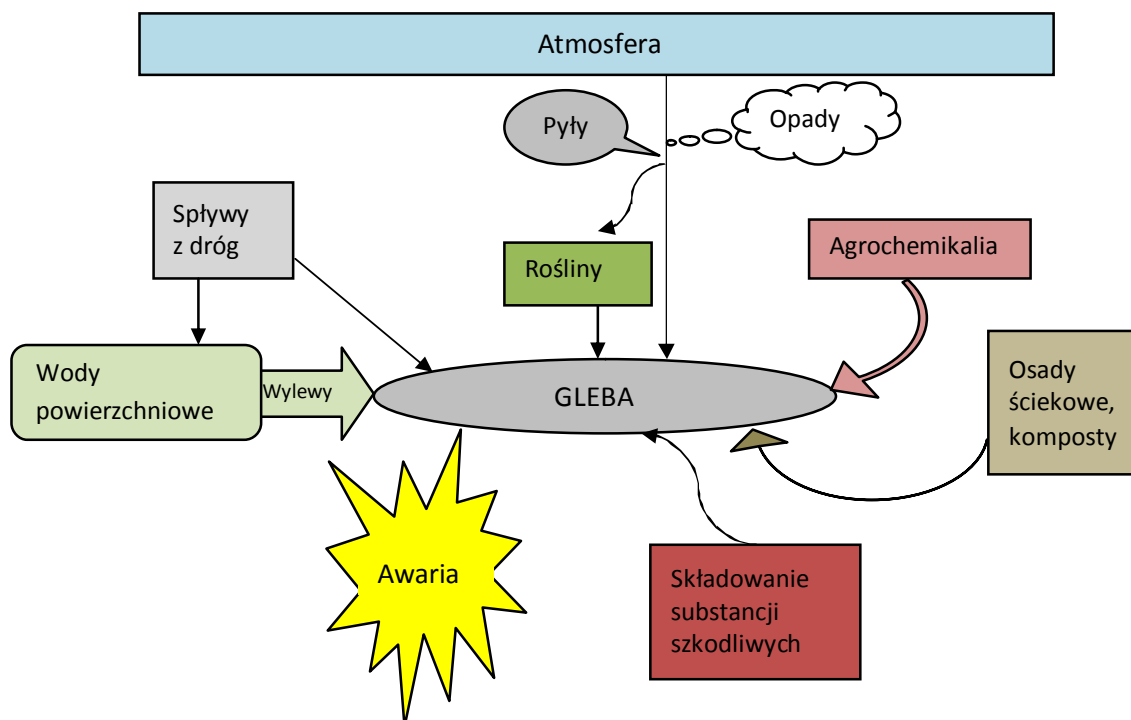 Atmosfera
Pyły
Opady
Spływy
z dróg
Rośliny
Agrochemikalia
Wody
powierzchniowe
Wylewy
GLEBA
Osady
ściekowe,
komposty
Awaria
Składowanie
substancji
szkodliwych